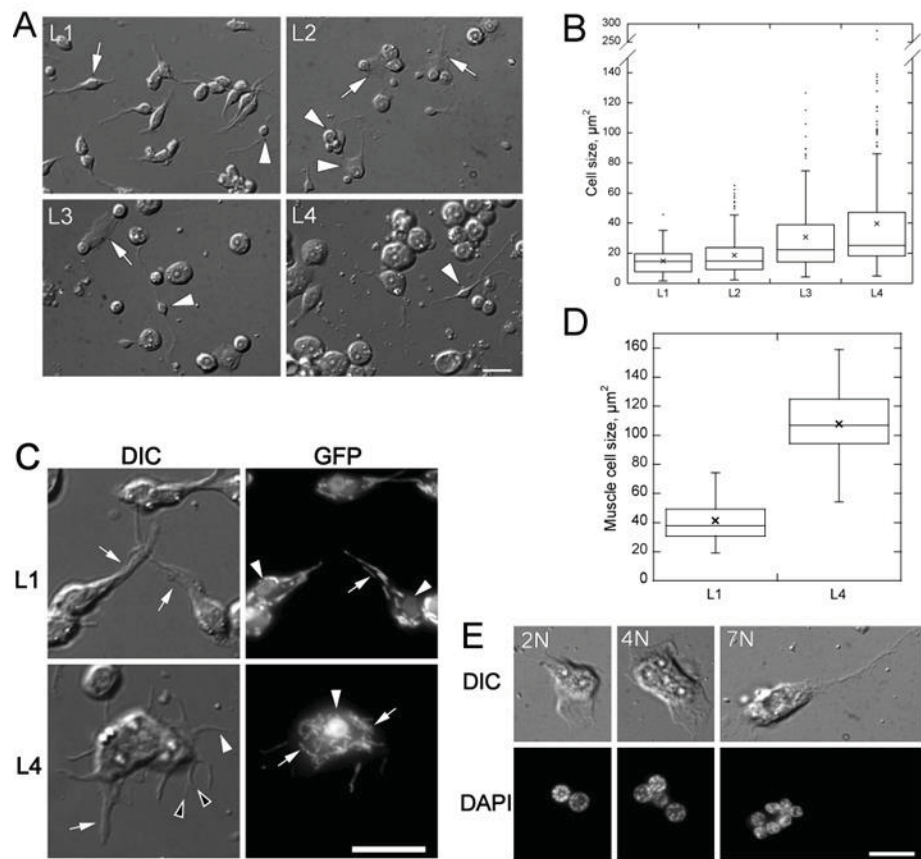 A
L1
L2
L3
L4
B
300
250
140
120
100
80
60
40
20
0
Cell size, µm²
L1 L2 L3 L4
C
DIC GFP
L1
L4
D
160
140
120
100
80
60
40
20
0
Muscle cell size, µm²
L1 L4
E
2N 4N 7N
DIC
DAPI